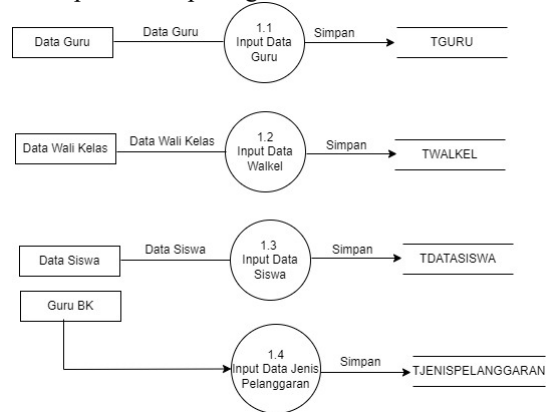 Data Guru
Data Guru
1.1
Input Data
Guru
Simpan
TGURU
Data Wali Kelas
Data Wali Kelas
1.2
Input Data
Walkel
Simpan
TWALKEL
Data Siswa
Data Siswa
1.3
Input Data
Siswa
Simpan
TDATASISWA
Guru BK
1.4
Input Data Jenis
Pelanggaran
Simpan
TJENISPELANGGARAN